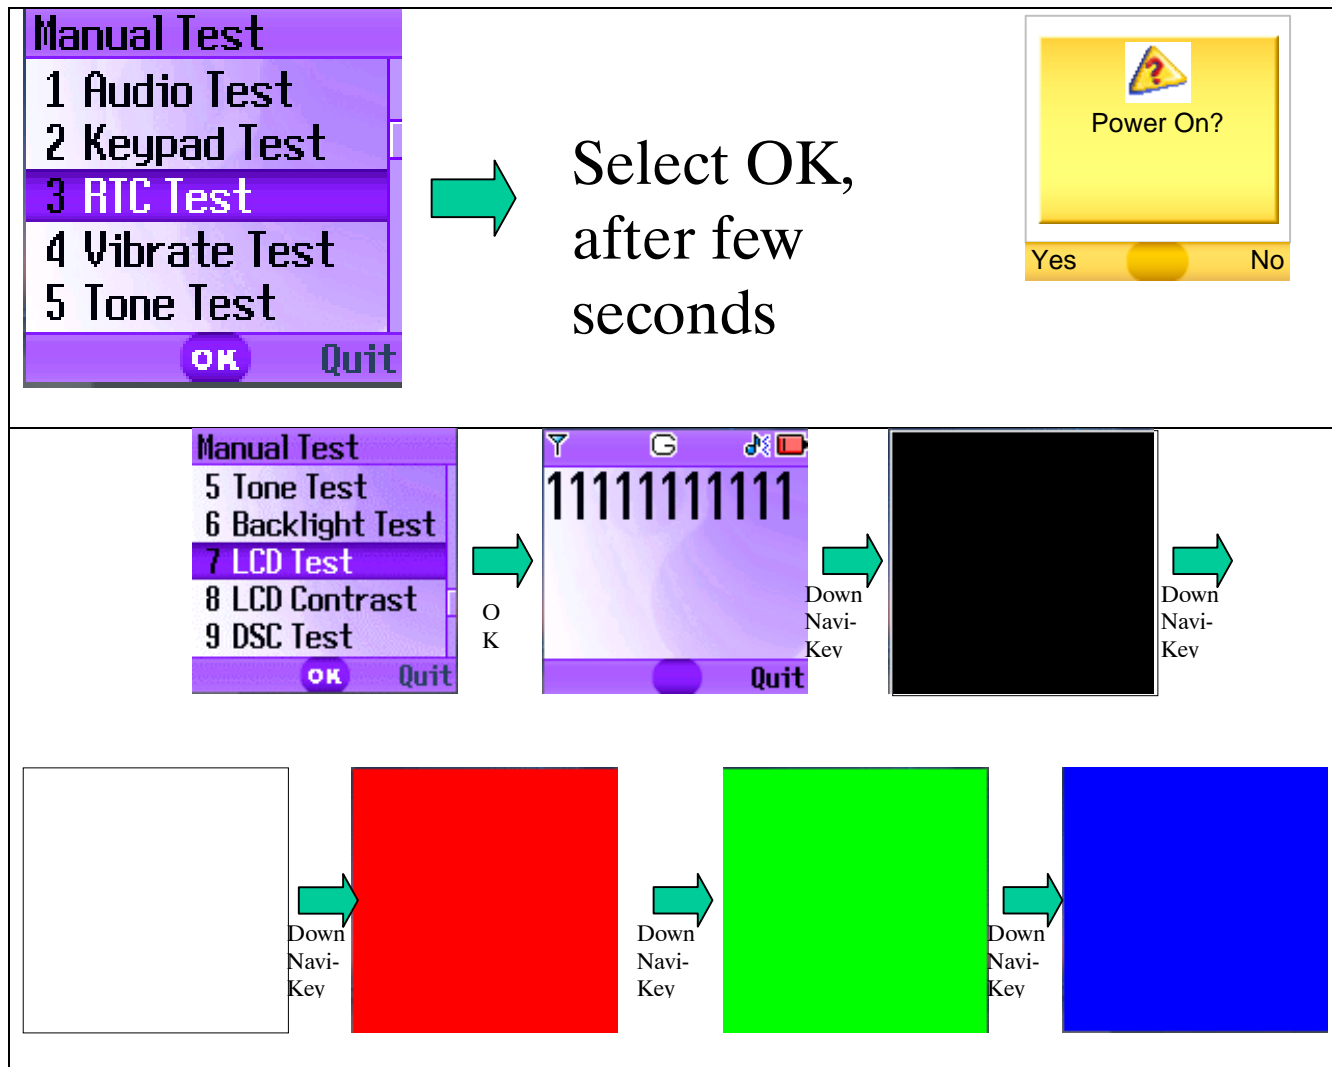 Manual Test
1 Audio Test
2 Keypad Test
3 RTC Test
4 Vibrate Test
5 Tone Test
OK Quit
Select OK,
after few
seconds
Power On?
Yes No
Manual Test
5 Tone Test
6 Backlight Test
7 LCD Test
8 LCD Contrast
9 DSC Test
OK Quit
O
K
G
1111111111
Quit
Down
Navi-
Key
Down
Navi-
Key
Down
Navi-
Key
Down
Navi-
Key
Down
Navi-
Key